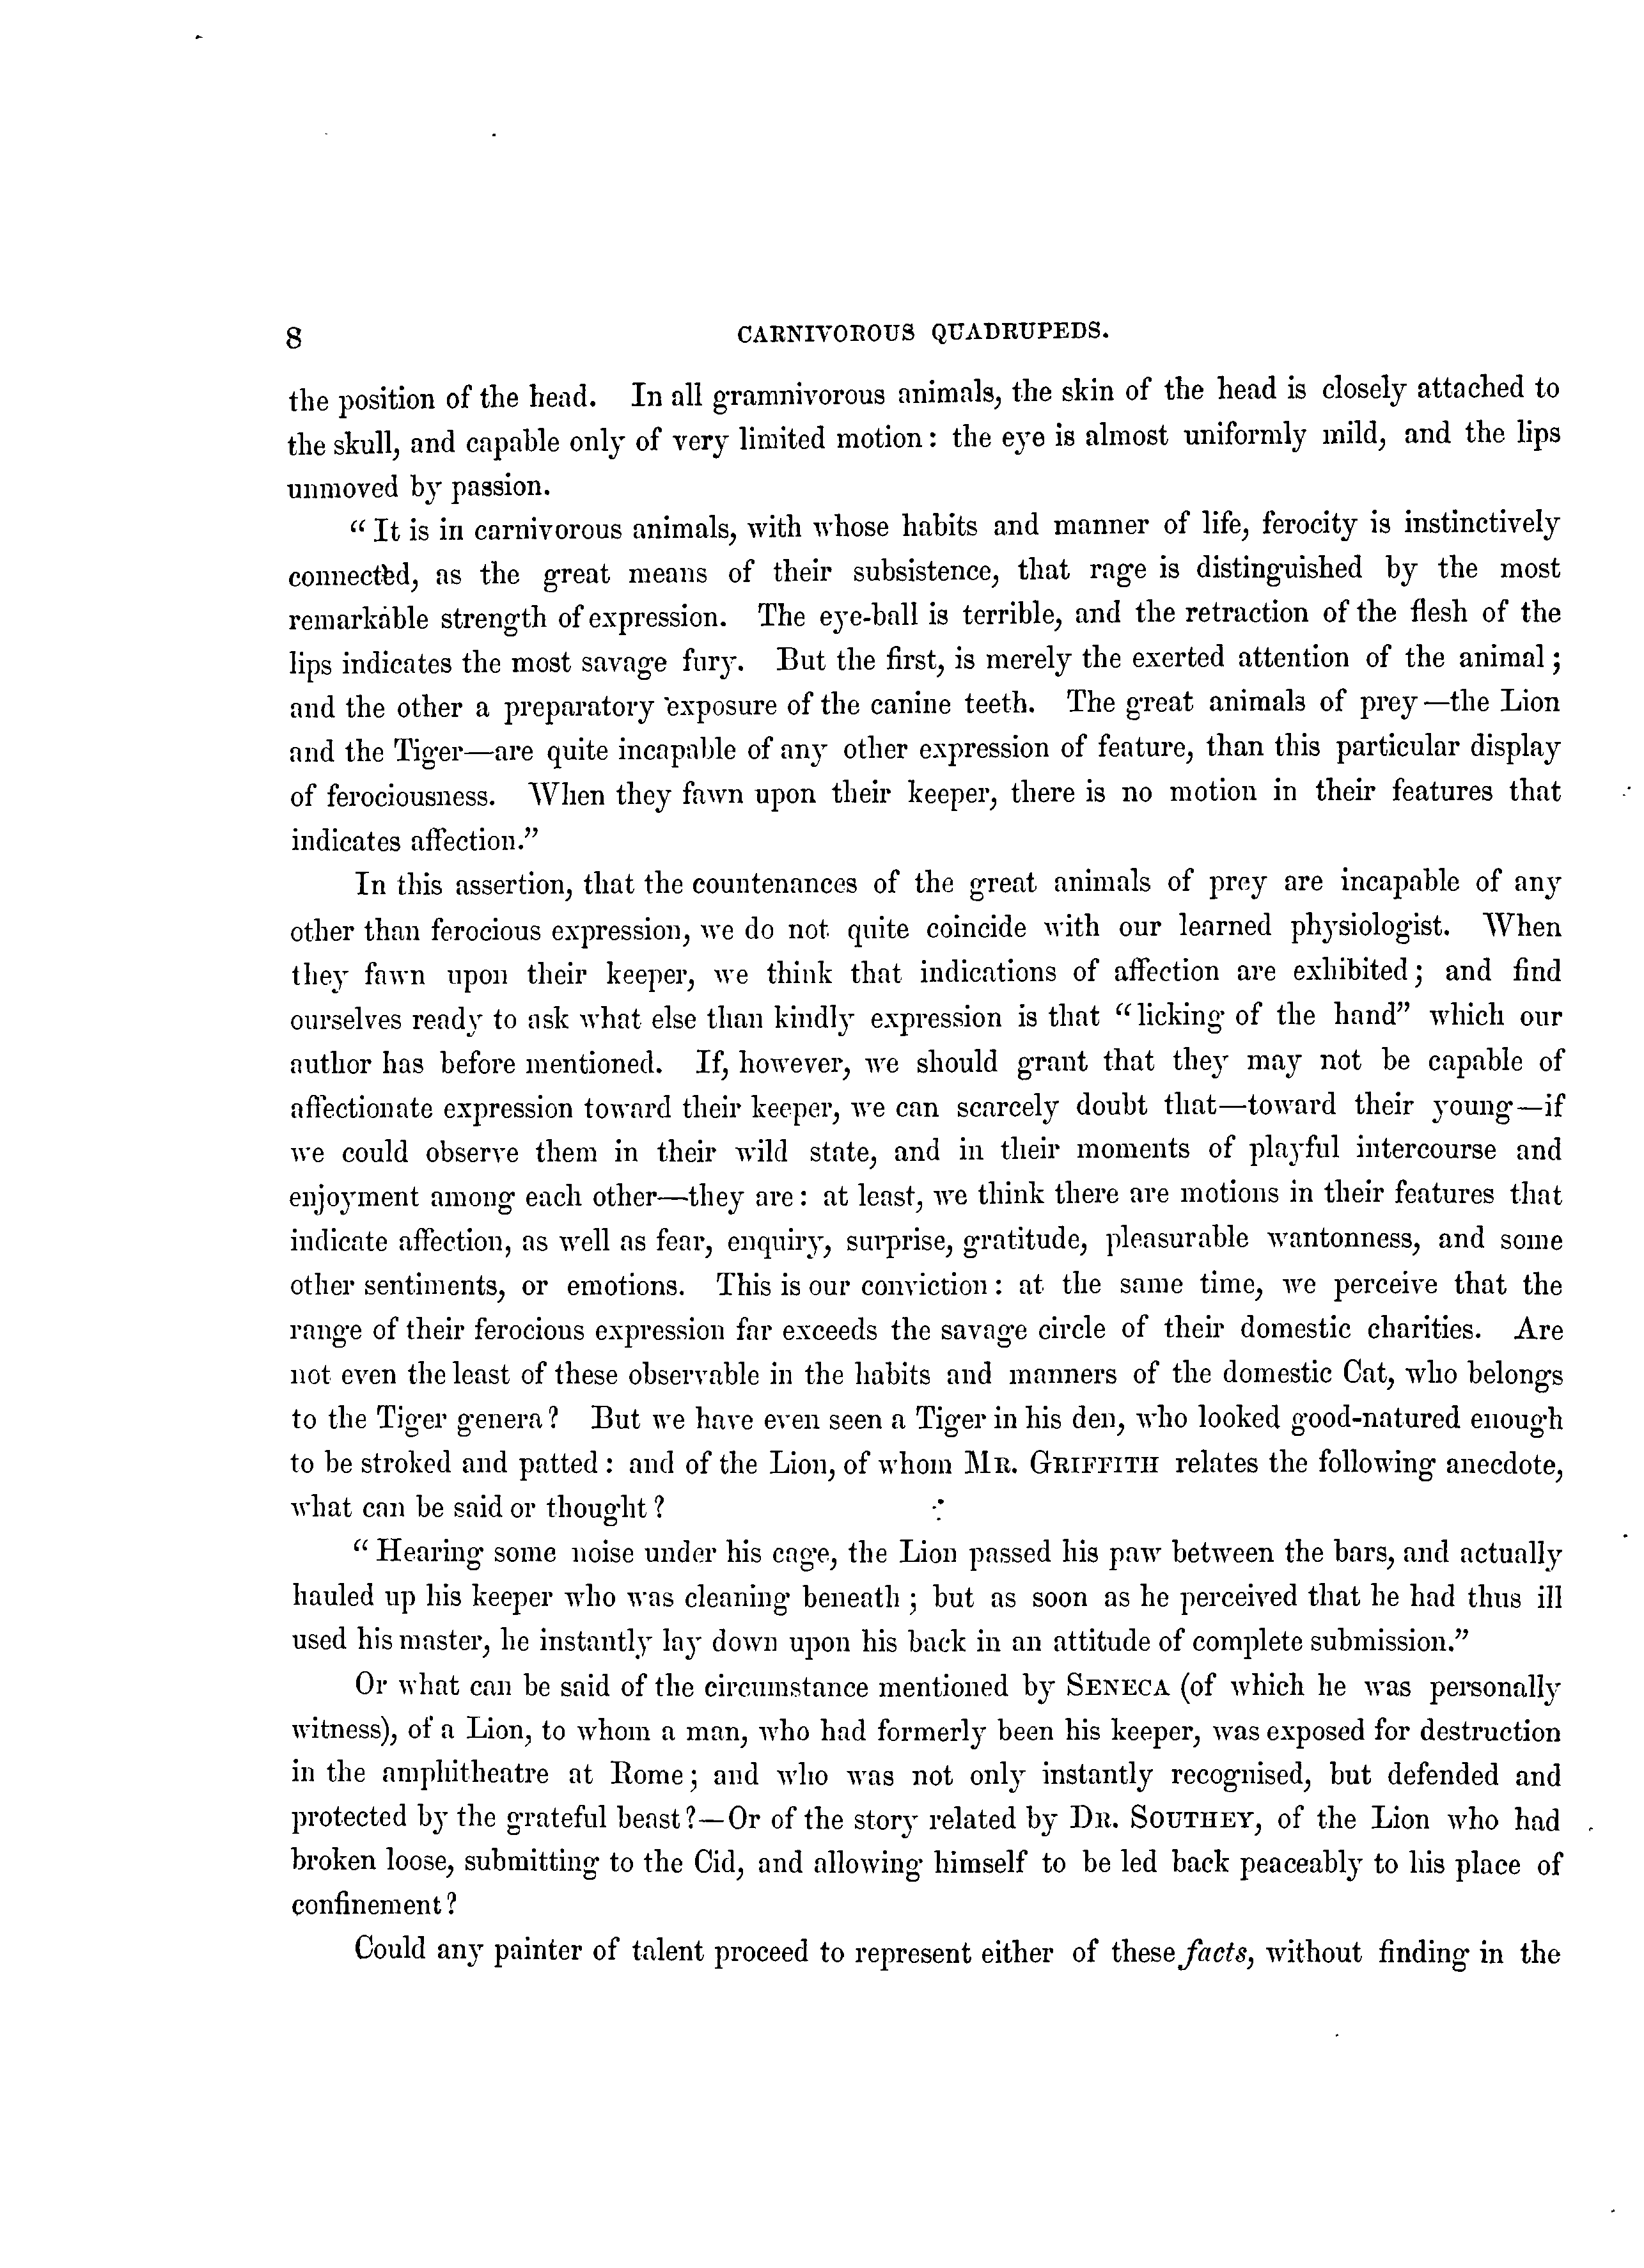 8 CARNIVOROUS QUADRUPEDS.
the position of the head. In all gramnivorous animals, the skin of the head is closely attached to
the skull, and capable only of very limited motion: the eye is almost uniformly mild, and the lips
unmoved by passion.
“It is in carnivorous animals, with whose habits and manner of life, ferocity is instinctively
connected, as the great means of their subsistence, that rage is distinguished by the most
remarkable strength of expression. The eye-ball is terrible, and the retraction of the flesh of the
lips indicates the most savage fury. But the first, is merely the exerted attention of the animal;
and the other a preparatory exposure of the canine teeth. The great animals of prey—the Lion
and the Tiger—are quite incapable of any other expression of feature, than this particular display
of ferociousness. When they fawn upon their keeper, there is no motion in their features that
indicates affection.”
In this assertion, that the countenances of the great animals of prey are incapable of any
other than ferocious expression, we do not quite coincide with our learned physiologist. When
they fawn upon their keeper, we think that indications of affection are exhibited; and find
ourselves ready to ask what else than kindly expression is that “licking of the hand” which our
author has before mentioned. If, however, we should grant that they may not be capable of
affectionate expression toward their keeper, we can scarcely doubt that—toward their young—if
we could observe them in their wild state, and in their moments of playful intercourse and
enjoyment among each other—they are: at least, we think there are motions in their features that
indicate affection, as well as fear, enquiry, surprise, gratitude, pleasurable wantonness, and some
other sentiments, or emotions. This is our conviction: at the same time, we perceive that the
range of their ferocious expression far exceeds the savage circle of their domestic charities. Are
not even the least of these observable in the habits and manners of the domestic Cat, who belongs
to the Tiger genera? But we have even seen a Tiger in his den, who looked good-natured enough
to be stroked and patted: and of the Lion, of whom MR. GRIFFITH relates the following anecdote,
what can be said or thought?
“Hearing some noise under his cage, the Lion passed his paw between the bars, and actually
hauled up his keeper who was cleaning beneath; but as soon as he perceived that he had thus ill
used his master, he instantly lay down upon his back in an attitude of complete submission.”
Or what can be said of the circumstance mentioned by SENECA (of which he was personally
witness), of a Lion, to whom a man, who had formerly been his keeper, was exposed for destruction
in the amphitheatre at Rome; and who was not only instantly recognised, but defended and
protected by the grateful beast?—Or of the story related by DR. SOUTHEY, of the Lion who had
broken loose, submitting to the Cid, and allowing himself to be led back peaceably to his place of
confinement?
Could any painter of talent proceed to represent either of these facts, without finding in the